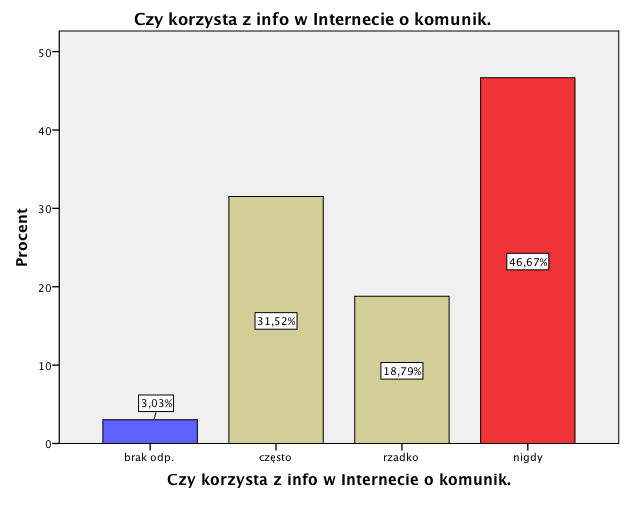 Czy korzysta z info w Internecie o komunik.
50
40
30
20
10
0
Procent
3,03%
31,52%
18,79%
46,67%
brak odp.
często
rzadko
nigdy
Czy korzysta z info w Internecie o komunik.